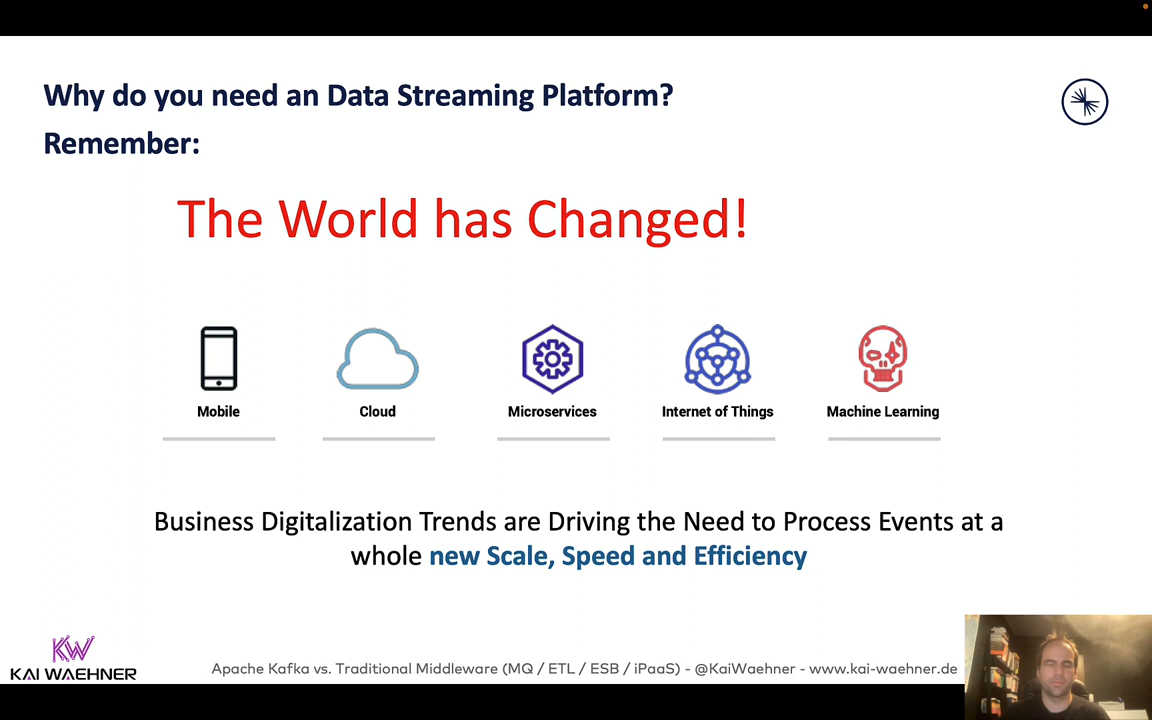 Why do you need an Data Streaming Platform?
Remember:
The World has Changed!
Mobile
Cloud
Microservices
Internet of Things
Machine Learning
Business Digitalization Trends are Driving the Need to Process Events at a
whole new Scale, Speed and Efficiency
KW
KAI WAEHNER
Apache Kafka vs. Traditional Middleware (MQ / ETL / ESB / iPaaS) - @KaiWaehner - www.kai-waehner.de